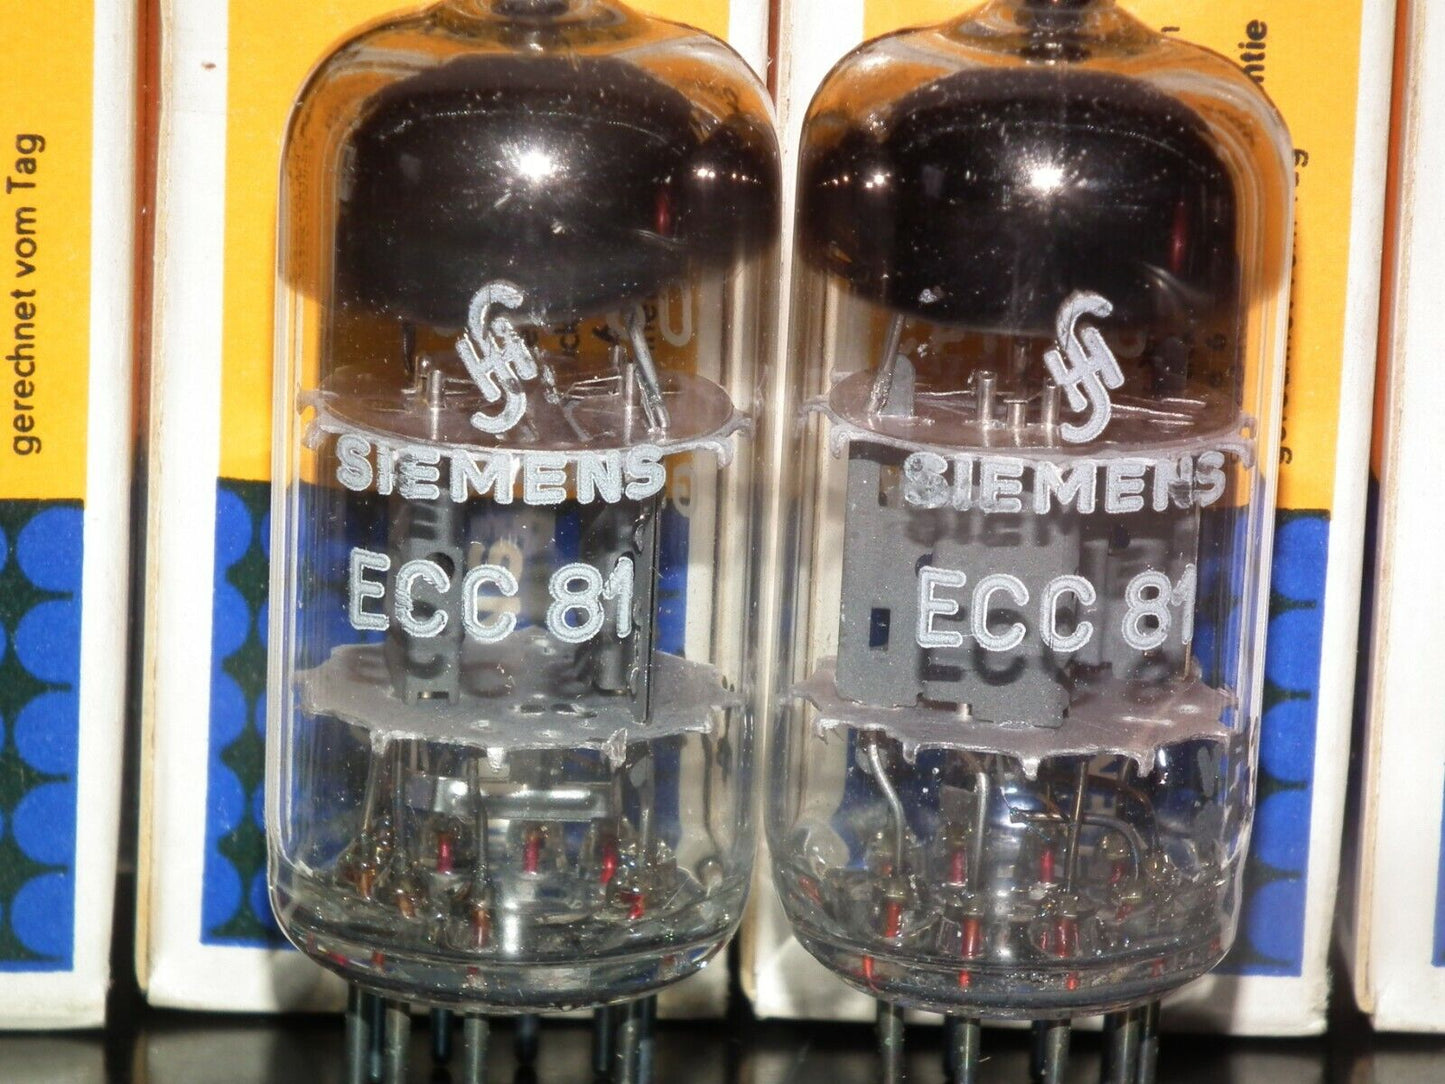 gerechnet vom Tag
SIEMENS
ECC 81
SIEMENS
ECC 81